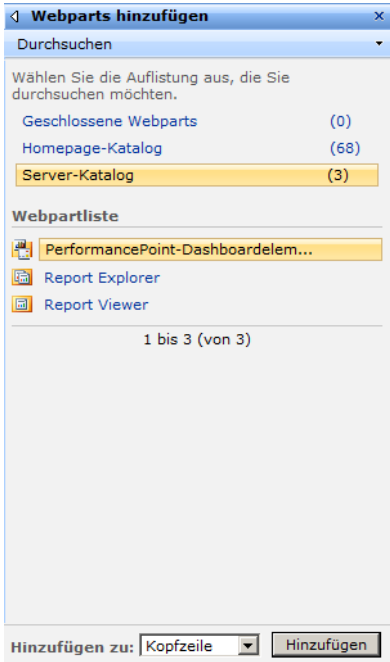 Webparts hinzufügen
Durchsuchen
Wählen Sie die Auflistung aus, die Sie
durchsuchen möchten.
Geschlossene Webparts (0)
Homepage-Katalog (68)
Server-Katalog (3)
Webpartliste
PerformancePoint-Dashboardelem...
Report Explorer
Report Viewer
1 bis 3 (von 3)
Hinzufügen zu: Kopfzeile Hinzufügen